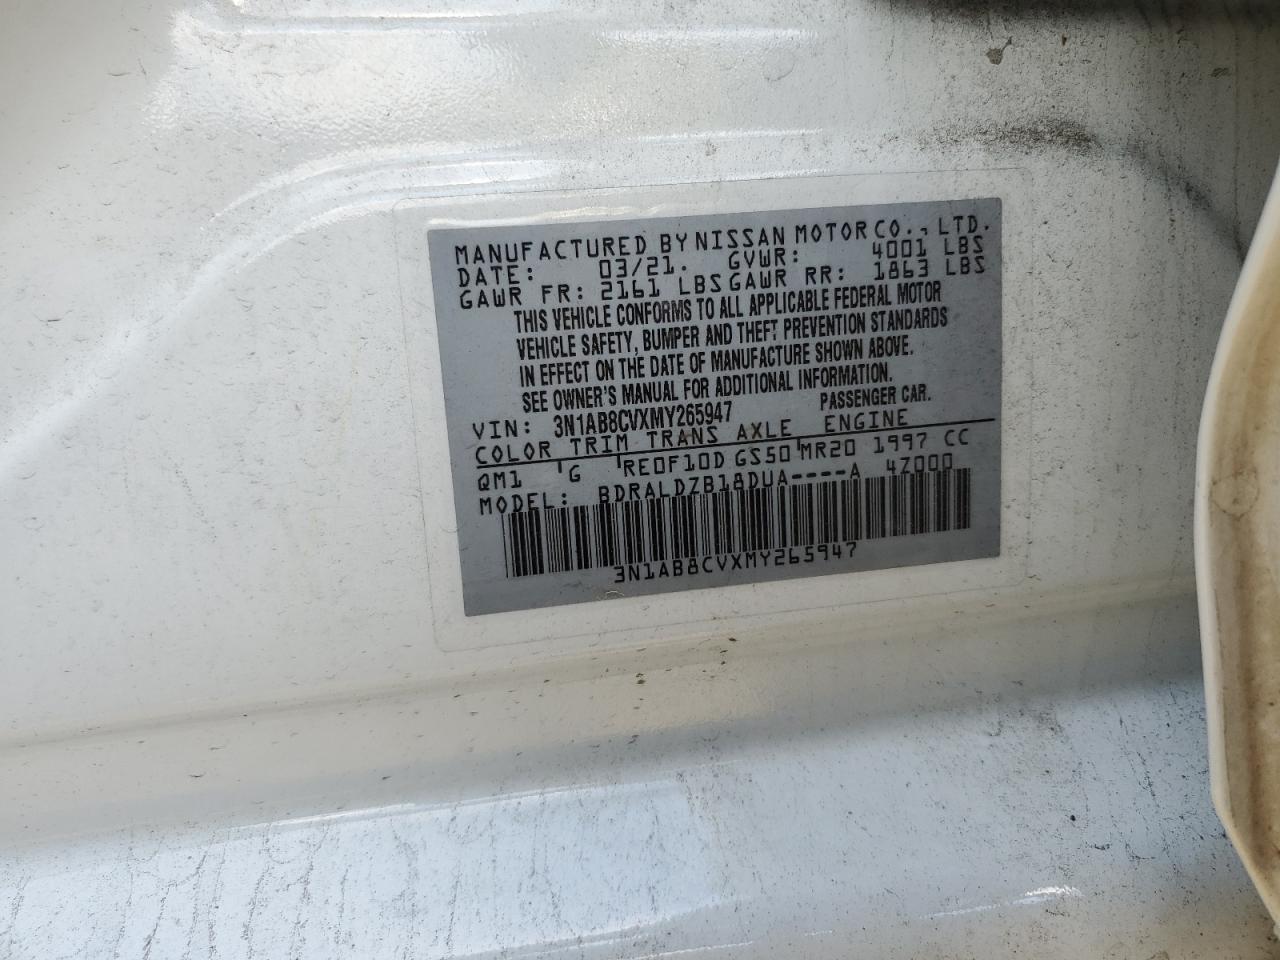 MANUFACTURED BY NISSAN MOTOR CO., LTD.
DATE: 03/21. GVWR: 4001 LBS
GAWR FR: 2161 LBS GAWR RR: 1863 LBS
THIS VEHICLE CONFORMS TO ALL APPLICABLE FEDERAL MOTOR
VEHICLE SAFETY, BUMPER AND THEFT PREVENTION STANDARDS
IN EFFECT ON THE DATE OF MANUFACTURE SHOWN ABOVE.
SEE OWNER'S MANUAL FOR ADDITIONAL INFORMATION.
VIN: 3N1AB8CVXMY265947 PASSENGER CAR.
COLOR TRIM TRANS AXLE ENGINE
QM1 G RE0F10D GS50 MR20 1997 CC
MODEL: BDRALDZB18DUA----A 4Z000
3N1AB8CVXMY265947